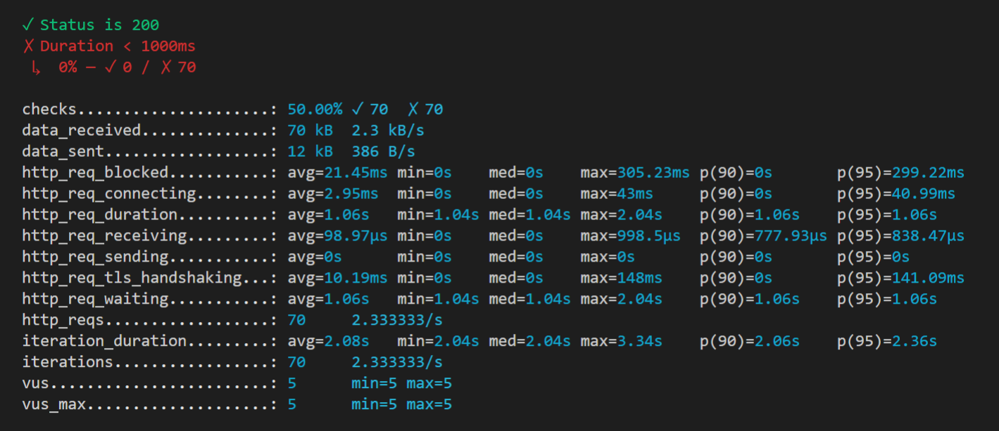 ✓ Status is 200
✗ Duration < 1000ms
↳ 0% — ✓ 0 / ✗ 70
checks.....................: 50.00% ✓ 70 ✗ 70
data_received..............: 70 kB 2.3 kB/s
data_sent..................: 12 kB 386 B/s
http_req_blocked...........: avg=21.45ms min=0s med=0s max=305.23ms p(90)=0s p(95)=299.22ms
http_req_connecting........: avg=2.95ms min=0s med=0s max=43ms p(90)=0s p(95)=40.99ms
http_req_duration..........: avg=1.06s min=1.04s med=1.04s max=2.04s p(90)=1.06s p(95)=1.06s
http_req_receiving.........: avg=98.97µs min=0s med=0s max=998.5µs p(90)=777.93µs p(95)=838.47µs
http_req_sending...........: avg=0s min=0s med=0s max=0s p(90)=0s p(95)=0s
http_req_tls_handshaking...: avg=10.19ms min=0s med=0s max=148ms p(90)=0s p(95)=141.09ms
http_req_waiting...........: avg=1.06s min=1.04s med=1.04s max=2.04s p(90)=1.06s p(95)=1.06s
http_reqs..................: 70 2.333333/s
iteration_duration.........: avg=2.08s min=2.04s med=2.04s max=3.34s p(90)=2.06s p(95)=2.36s
iterations.................: 70 2.333333/s
vus........................: 5 min=5 max=5
vus_max....................: 5 min=5 max=5